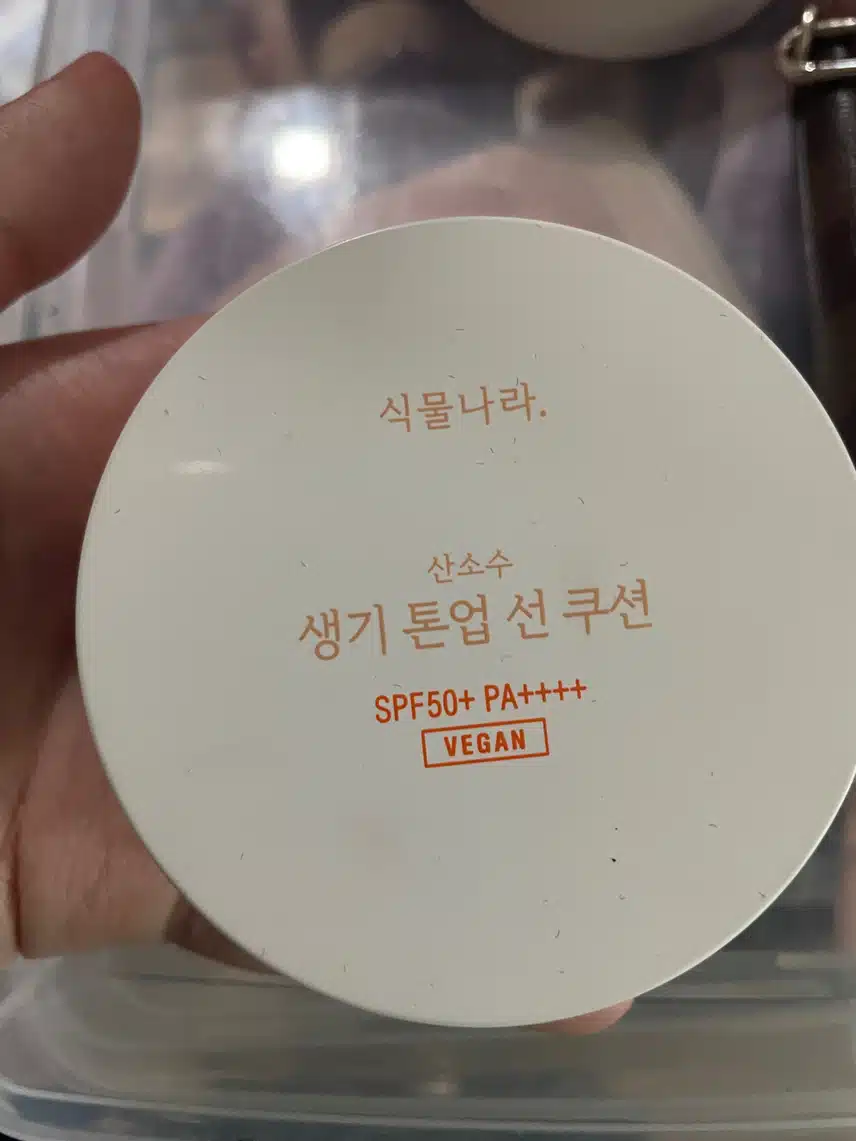 식물나라.
산소수
생기 톤업 선 쿠션
SPF50+ PA++++
VEGAN